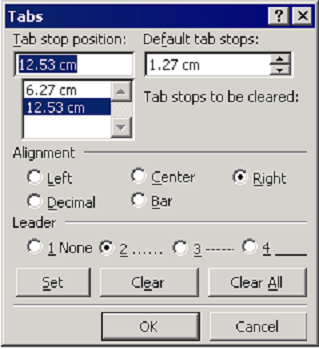 Tabs
Tab stop position: Default tab stops:
12.53 cm 1.27 cm
6.27 cm
12.53 cm
Tab stops to be cleared:
Alignment
Left Center Right
Decimal Bar
Leader
1 None 2 ...... 3 ------ 4 ___
Set Clear Clear All
OK Cancel